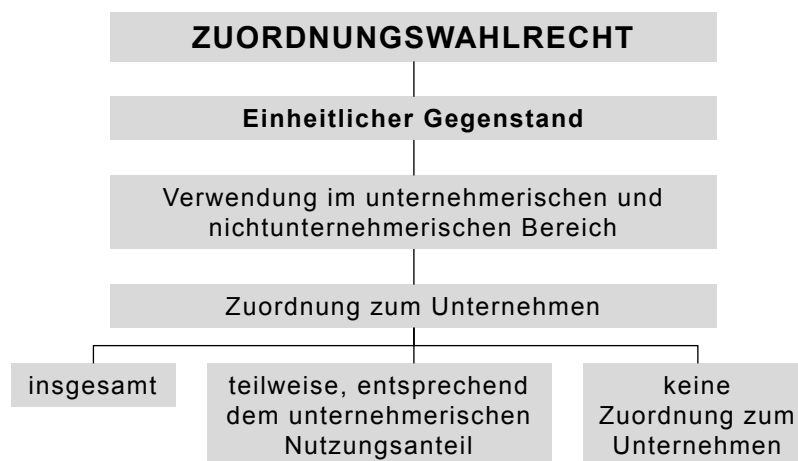 ZUORDNUNGSWAHLRECHT
Einheitlicher Gegenstand
Verwendung im unternehmerischen und
nichtunternehmerischen Bereich
Zuordnung zum Unternehmen
insgesamt
teilweise, entsprechend
dem unternehmerischen
Nutzungsanteil
keine
Zuordnung zum
Unternehmen